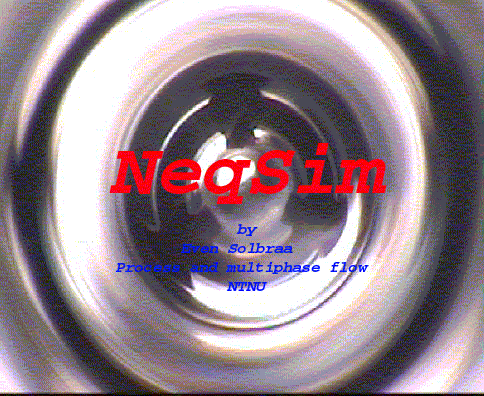 NeqSim
by
Even Solbraa
Process and multiphase flow
NTNU